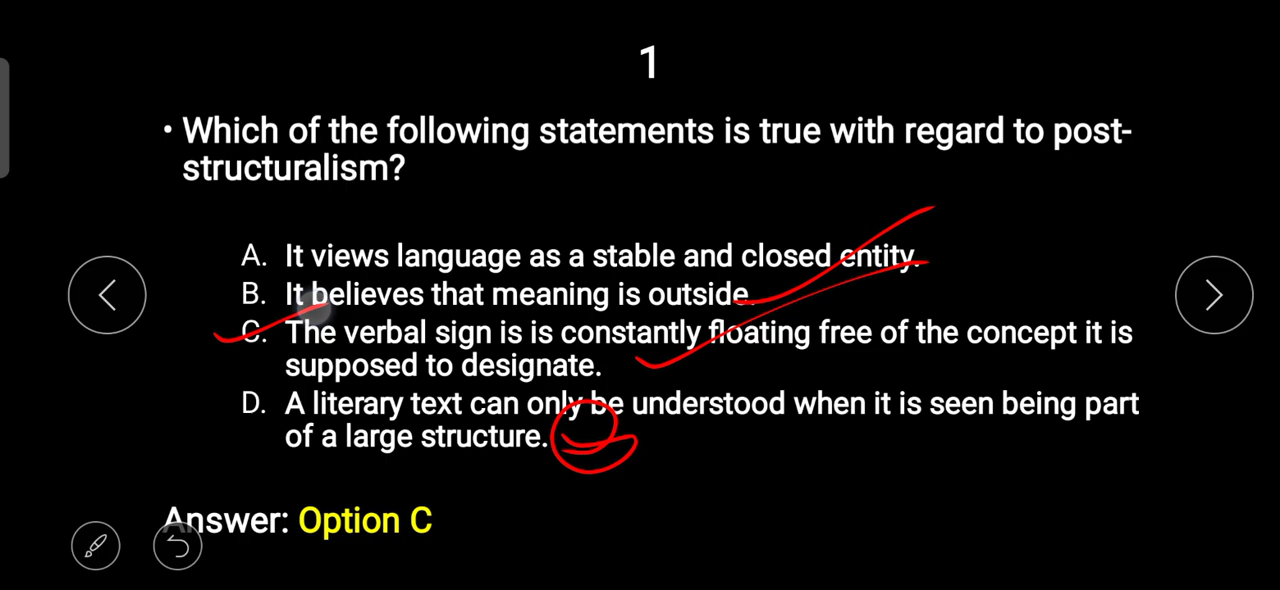 1
• Which of the following statements is true with regard to post-
structuralism?
A. It views language as a stable and closed entity.
B. It believes that meaning is outside.
C. The verbal sign is is constantly floating free of the concept it is
supposed to designate.
D. A literary text can only be understood when it is seen being part
of a large structure.
Answer: Option C